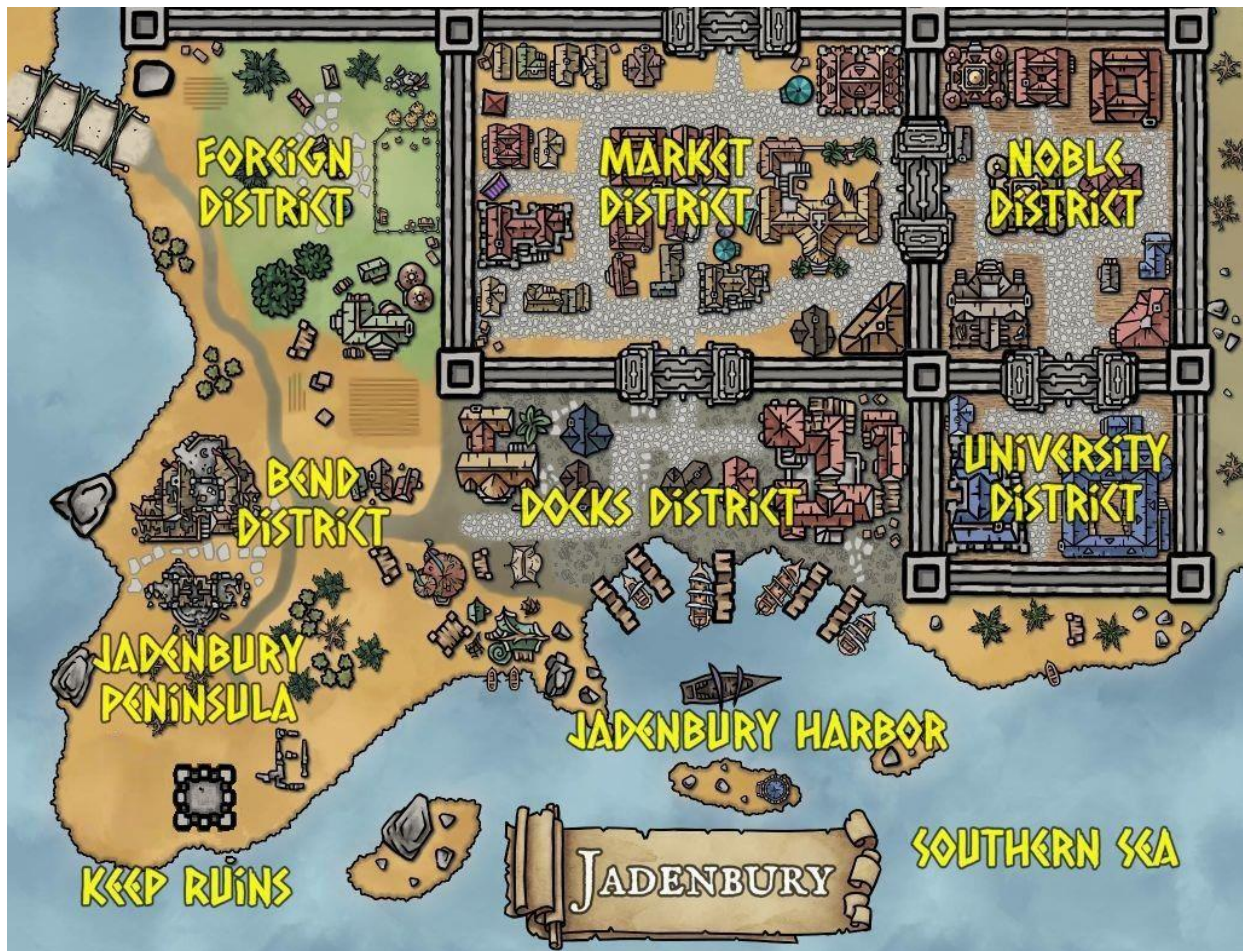 FOREIGN
DISTRICT
MARKET
DISTRICT
NOBLE
DISTRICT
BEND
DISTRICT
DOCKS DISTRICT
UNIVERSITY
DISTRICT
JADENBURY
PENINSULA
JADENBURY HARBOR
KEEP RUINS
JADENBURY
SOUTHERN SEA